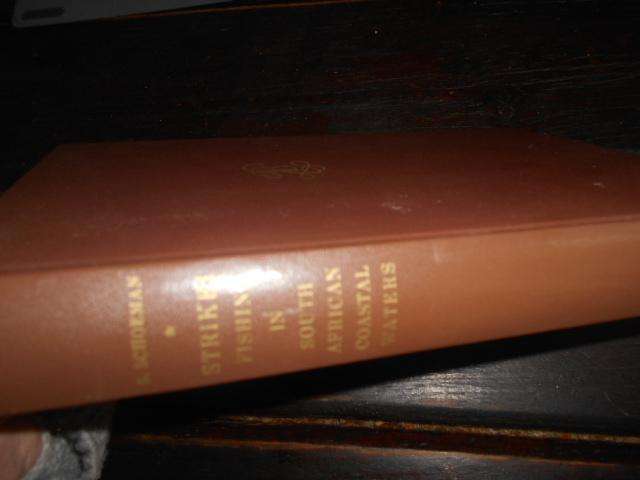 S. SCHOEMAN
STRIKE!
FISHING
IN
SOUTH
AFRICAN
COASTAL
WATERS